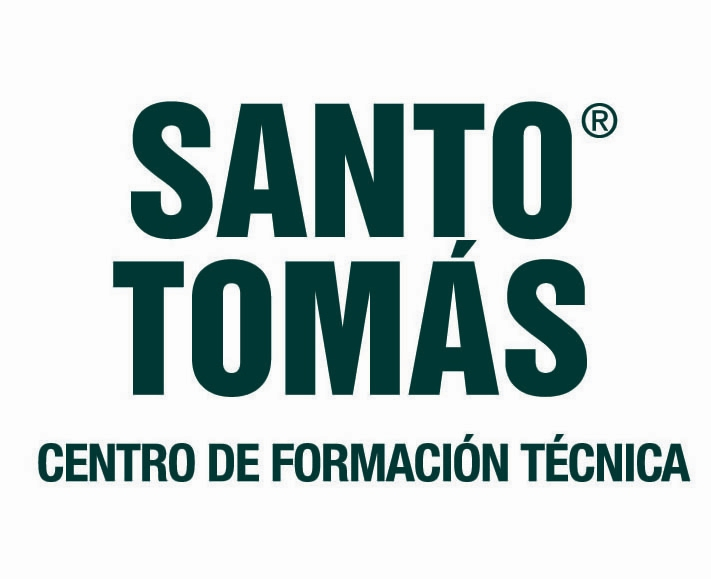 SANTO®
TOMÁS
CENTRO DE FORMACIÓN TÉCNICA